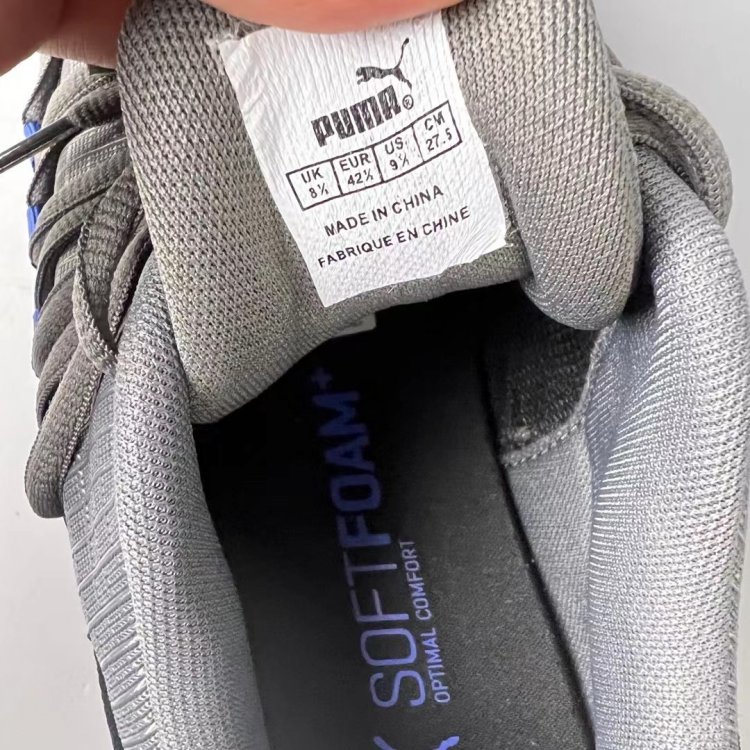 PUMA®
UK EUR US CM
8½ 42½ 9½ 27.5
MADE IN CHINA
FABRIQUE EN CHINE
SOFTFOAM+
OPTIMAL COMFORT